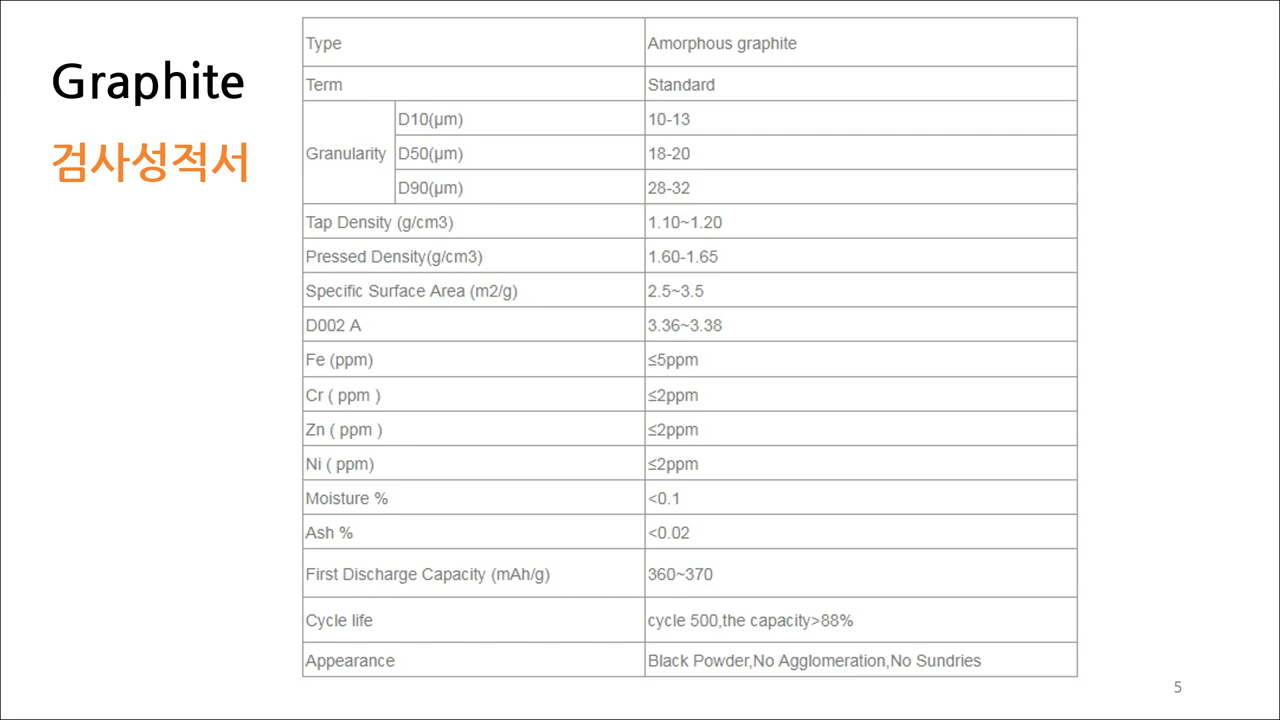 Graphite
검사성적서
Type Amorphous graphite
Term Standard
Granularity D10(µm) 10-13
D50(µm) 18-20
D90(µm) 28-32
Tap Density (g/cm3) 1.10~1.20
Pressed Density(g/cm3) 1.60-1.65
Specific Surface Area (m2/g) 2.5~3.5
D002 A 3.36~3.38
Fe (ppm) ≤5ppm
Cr ( ppm ) ≤2ppm
Zn ( ppm ) ≤2ppm
Ni ( ppm) ≤2ppm
Moisture % <0.1
Ash % <0.02
First Discharge Capacity (mAh/g) 360~370
Cycle life cycle 500,the capacity>88%
Appearance Black Powder,No Agglomeration,No Sundries
5